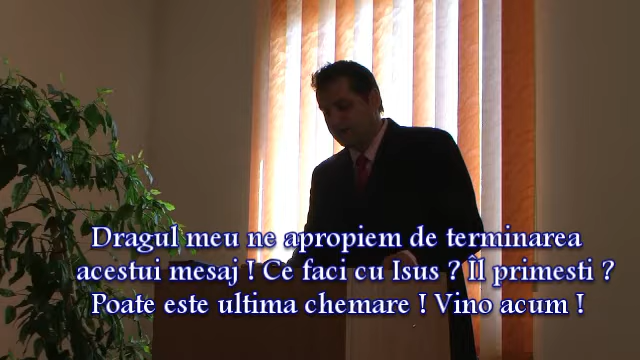 Dragul meu ne apropiem de terminarea
acestui mesaj ! Ce faci cu Isus ? Îl primesti ?
Poate este ultima chemare ! Vino acum !